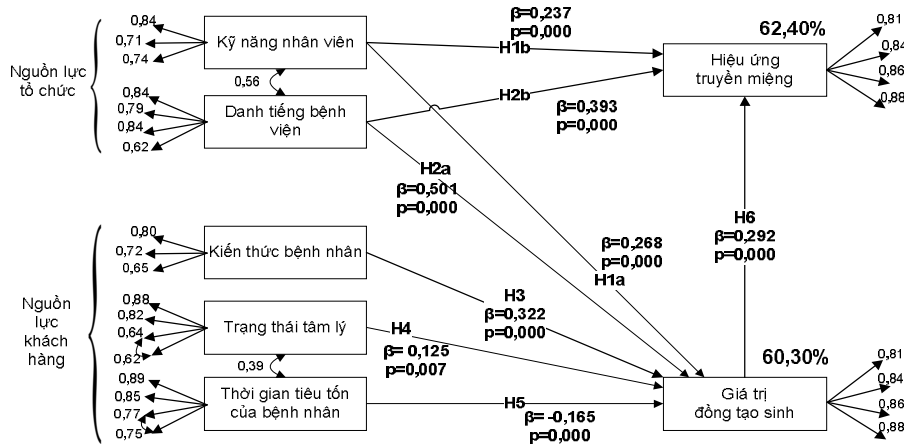 Nguồn lực
tổ chức
0,84
0,71
0,74
Kỹ năng nhân viên
0,56
0,84
0,79
0,84
0,62
Danh tiếng bệnh
viện
β=0,237
p=0,000
H1b
H2b
β=0,393
p=0,000
62,40%
Hiệu ứng
truyền miệng
0,81
0,84
0,86
0,88
H2a
β=0,501
p=0,000
β=0,268
p=0,000
H1a
H6
β=0,292
p=0,000
Nguồn
lực
khách
hàng
0,80
0,72
0,65
Kiến thức bệnh nhân
H3
β=0,322
p=0,000
0,88
0,82
0,64
0,62
Trạng thái tâm lý
H4
β= 0,125
p=0,007
0,39
0,89
0,85
0,77
0,75
Thời gian tiêu tốn
của bệnh nhân
H5
β= -0,165
p=0,000
60,30%
Giá trị
đồng tạo sinh
0,81
0,84
0,86
0,88